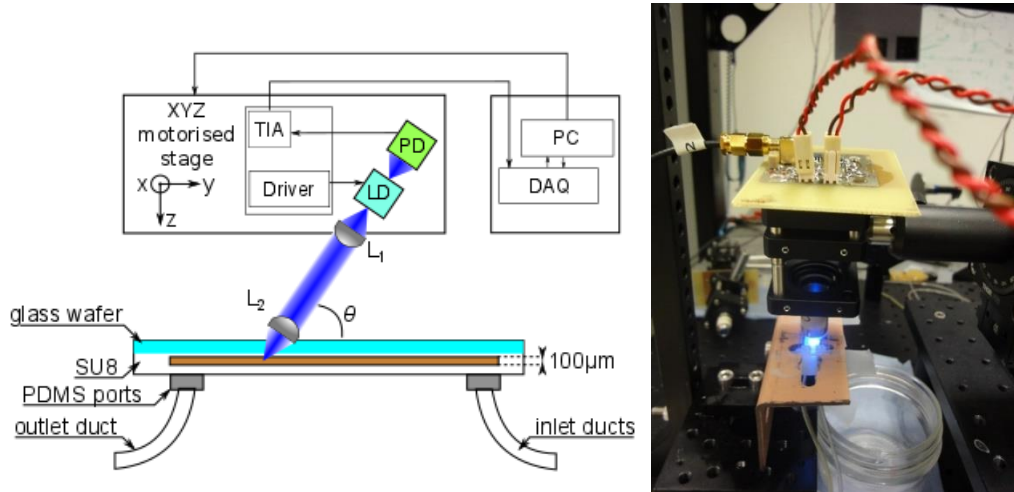 XYZ
motorised
stage
x
y
z
TIA
Driver
PD
LD
PC
DAQ
L1
L2
θ
glass wafer
SU8
100μm
PDMS ports
outlet duct
inlet ducts
2